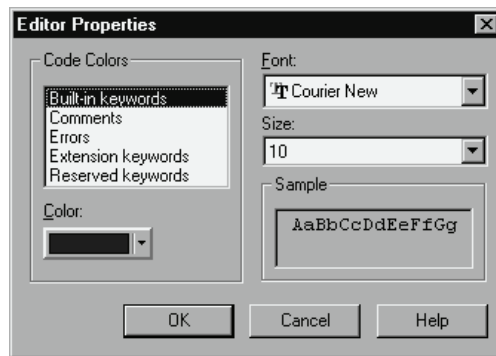 Editor Properties
Code Colors
Built-in keywords
Comments
Errors
Extension keywords
Reserved keywords
Color:
Font:
Courier New
Size:
10
Sample
AaBbCcDdEeFfGg
OK
Cancel
Help